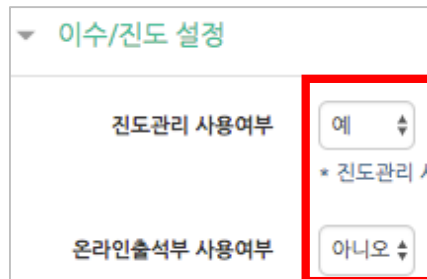 이수/진도 설정
진도관리 사용여부
예
* 진도관리
온라인출석부 사용여부
아니오